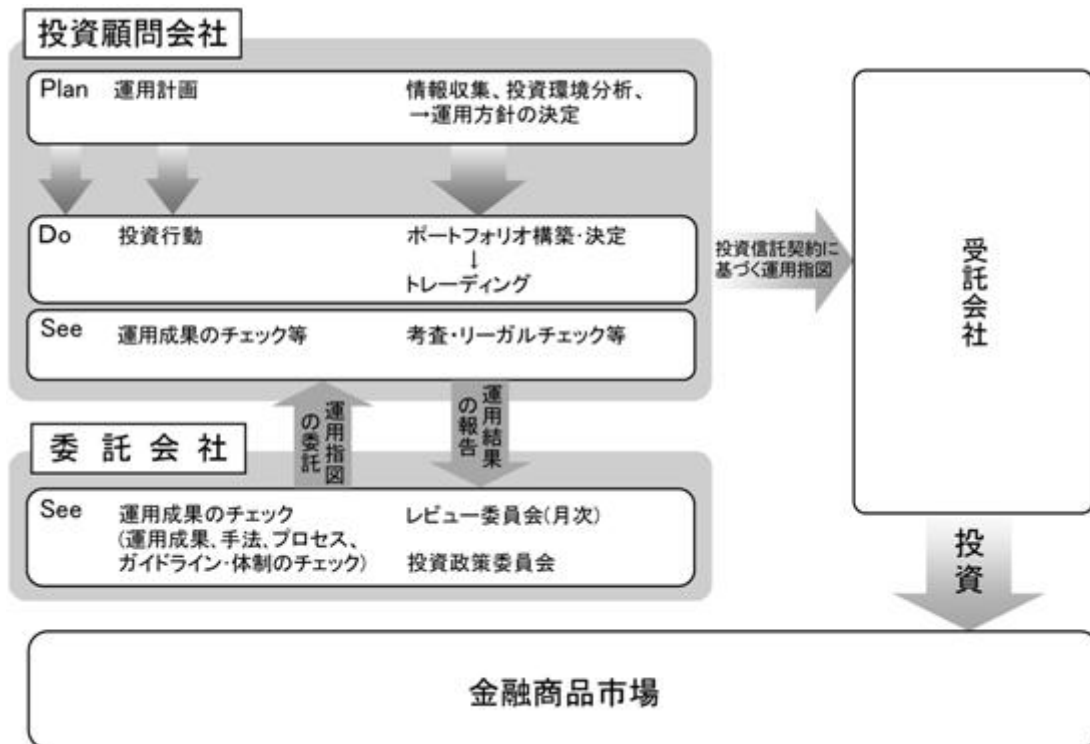 投資顧問会社
Plan 運用計画 情報収集、投資環境分析、
→運用方針の決定
Do 投資行動 ポートフォリオ構築・決定
↓
トレーディング
See 運用成果のチェック等 考査・リーガルチェック等
投資信託契約に
基づく運用指図
受託会社
運用指図
の委託
運用結果
の報告
委託会社
See 運用成果のチェック レビュー委員会(月次)
(運用成果、手法、プロセス、
ガイドライン・体制のチェック) 投資政策委員会
投資
金融商品市場